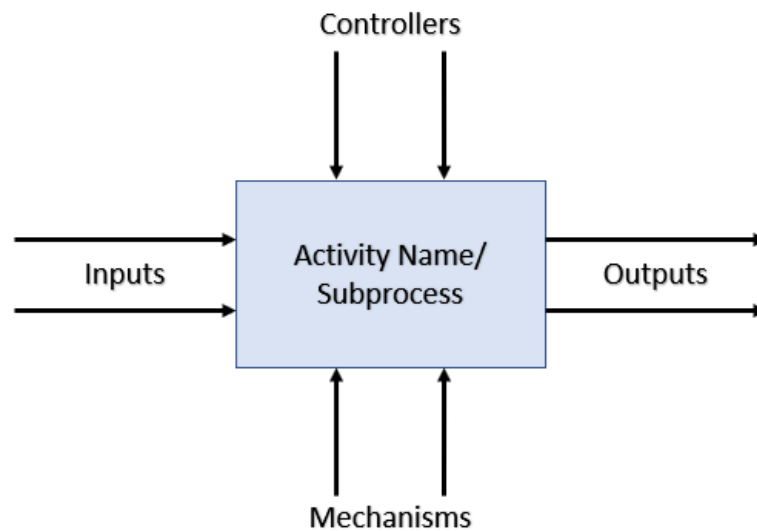 Controllers
Inputs
Activity Name/
Subprocess
Outputs
Mechanisms